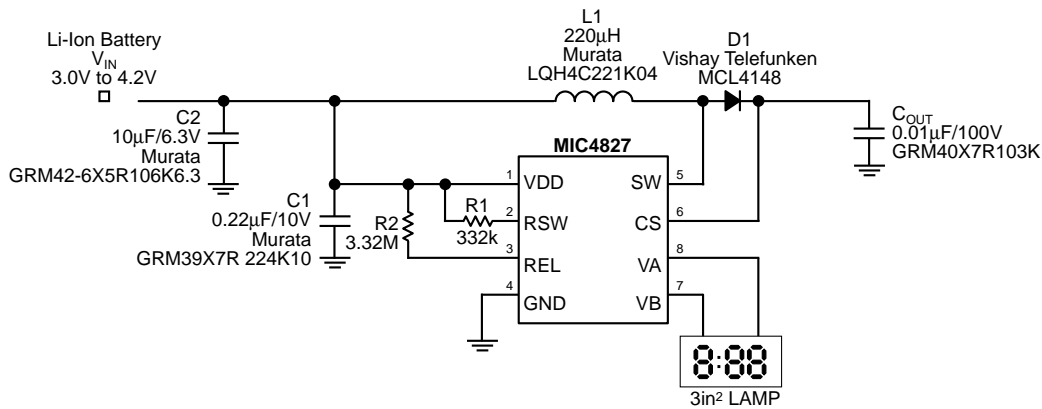 Li-Ion Battery
VIN
3.0V to 4.2V
L1
220μH
Murata
LQH4C221K04
D1
Vishay Telefunken
MCL4148
C2
10μF/6.3V
Murata
GRM42-6X5R106K6.3
COUT
0.01μF/100V
GRM40X7R103K
MIC4827
C1
0.22μF/10V
Murata
GRM39X7R 224K10
R2
3.32M
R1
332k
1 VDD SW 5
2 RSW CS 6
3 REL VA 8
4 GND VB 7
8:88
3in² LAMP